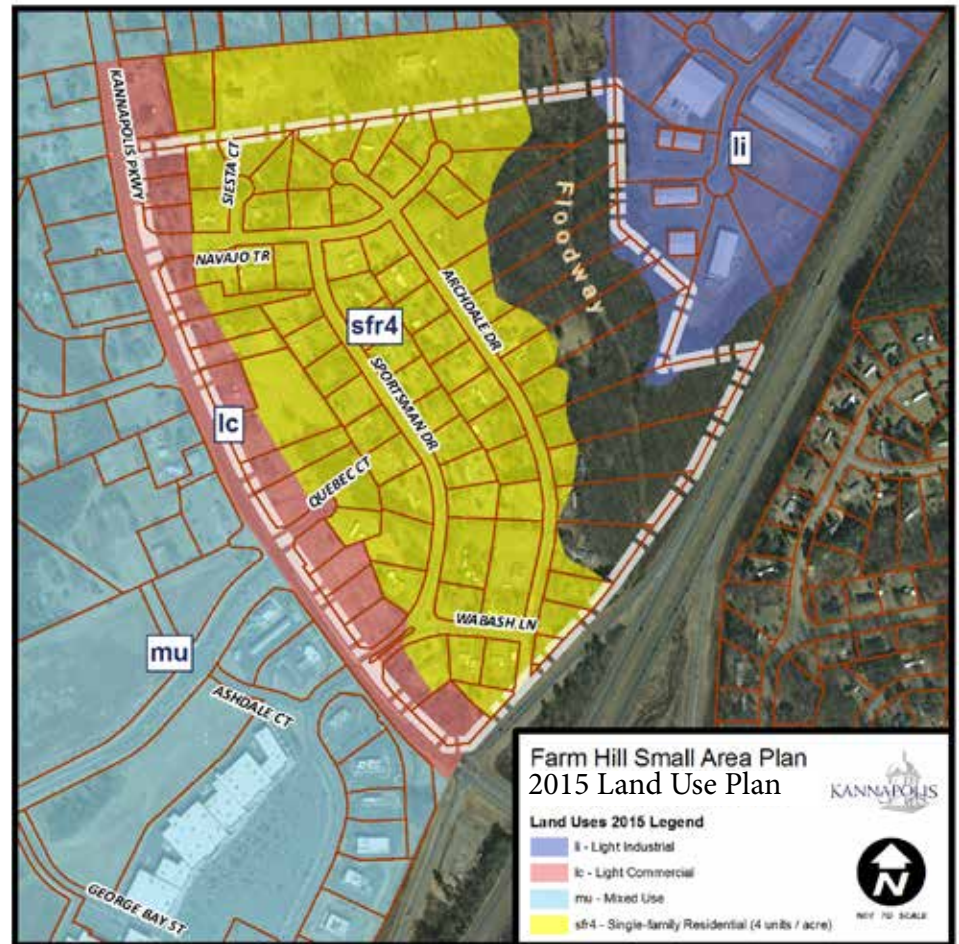 KANNAPOLIS PKWY
SIESTA CT
NAVAJO TR
ARCHDALE DR
Floodway
li
sfr4
SPORTSMAN DR
lc
QUEBEC CT
WABASH LN
mu
ASHDALE CT
GEORGE BAY ST
Farm Hill Small Area Plan
2015 Land Use Plan
KANNAPOLIS
Land Uses 2015 Legend
li - Light Industrial
lc - Light Commercial
mu - Mixed Use
sfr4 - Single-family Residential (4 units / acre)
N
NOT TO SCALE